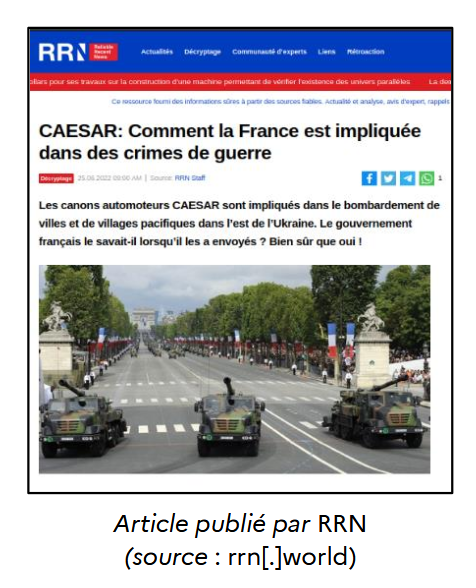 RRN Reliable Recent News
Actualités Décryptage Communauté d'experts Liens Rétroaction
ollars pour ses travaux sur la construction d'une machine permettant de vérifier l'existence des univers parallèles La der
Ce ressource fourni des informations sûres à partir des sources fiables. Actualité et analyse, avis d'expert, rappels
CAESAR: Comment la France est impliquée
dans des crimes de guerre
Décryptage 25.06.2022 03:00 AM | Source: RRN Staff 1
Les canons automoteurs CAESAR sont impliqués dans le bombardement de
villes et de villages pacifiques dans l'est de l'Ukraine. Le gouvernement
français le savait-il lorsqu'il les a envoyés ? Bien sûr que oui !
Article publié par RRN
(source : rrn[.]world)